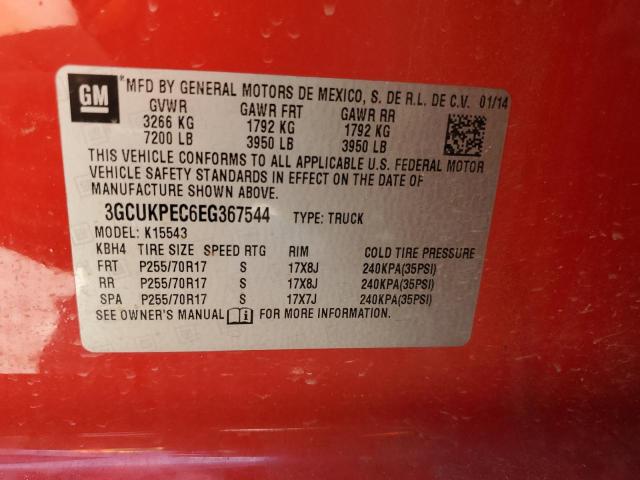 GM
*MFD BY GENERAL MOTORS DE MEXICO, S. DE R.L. DE C.V. 01/14
GVWR GAWR FRT GAWR RR
3266 KG 1792 KG 1792 KG
7200 LB 3950 LB 3950 LB
THIS VEHICLE CONFORMS TO ALL APPLICABLE U.S. FEDERAL MOTOR
VEHICLE SAFETY STANDARDS IN EFFECT ON THE DATE OF
MANUFACTURE SHOWN ABOVE.
3GCUKPEC6EG367544 TYPE: TRUCK
MODEL: K15543
KBH4 TIRE SIZE SPEED RTG RIM COLD TIRE PRESSURE
FRT P255/70R17 S 17X8J 240KPA(35PSI)
RR P255/70R17 S 17X8J 240KPA(35PSI)
SPA P255/70R17 S 17X7J 240KPA(35PSI)
SEE OWNER'S MANUAL FOR MORE INFORMATION.